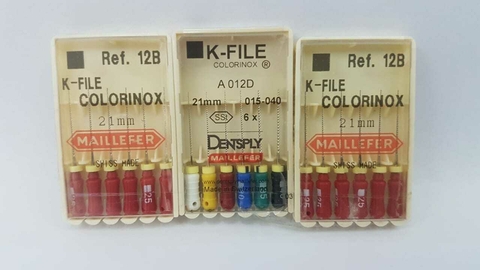 Ref. 12B
K-FILE
COLORINOX
21mm
MAILLEFER
SWISS MADE
25
K-FILE
COLORINOX ®
A 012D
21mm 015-040
SSt 6 x
DENTSPLY
MAILLEFER
Ref. 12B
K-FILE
COLORINOX
21mm
MAILLEFER
SWISS MADE
25